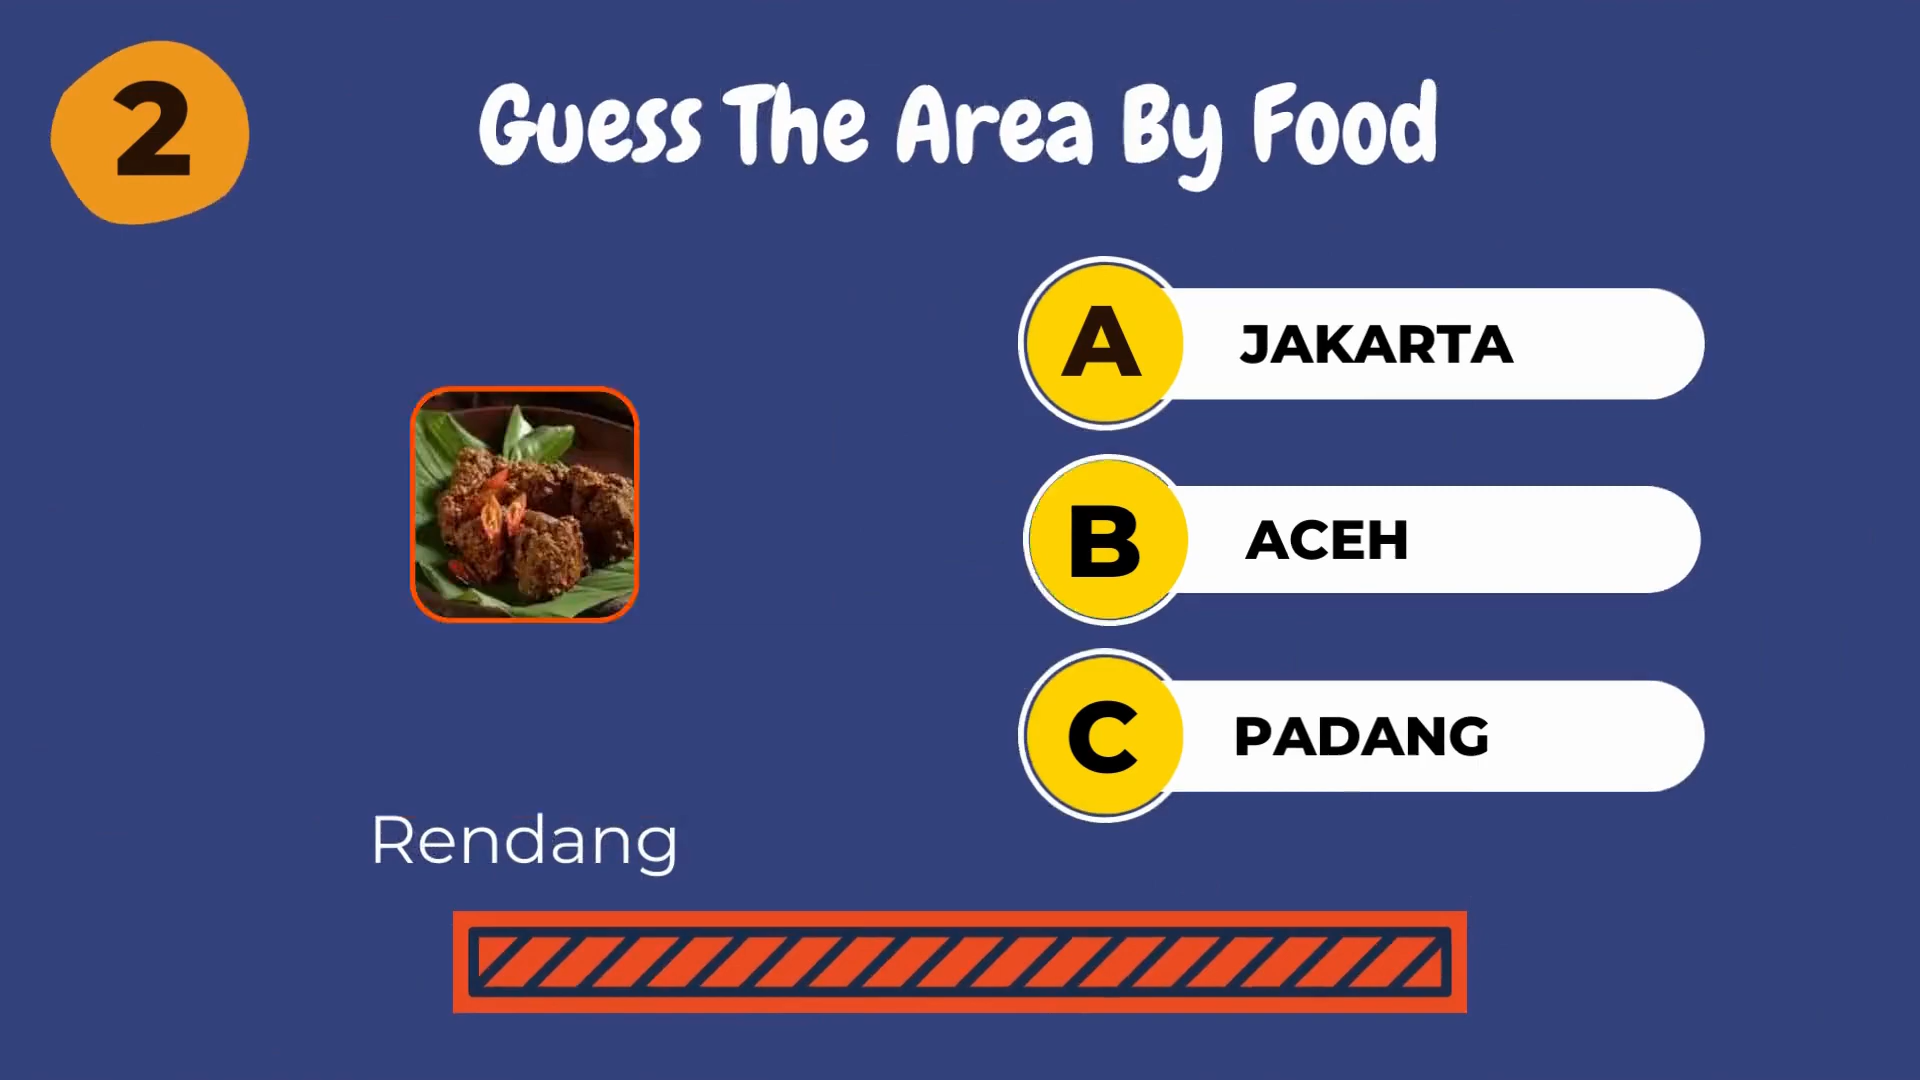 2
Guess The Area By Food
A JAKARTA
B ACEH
C PADANG
Rendang